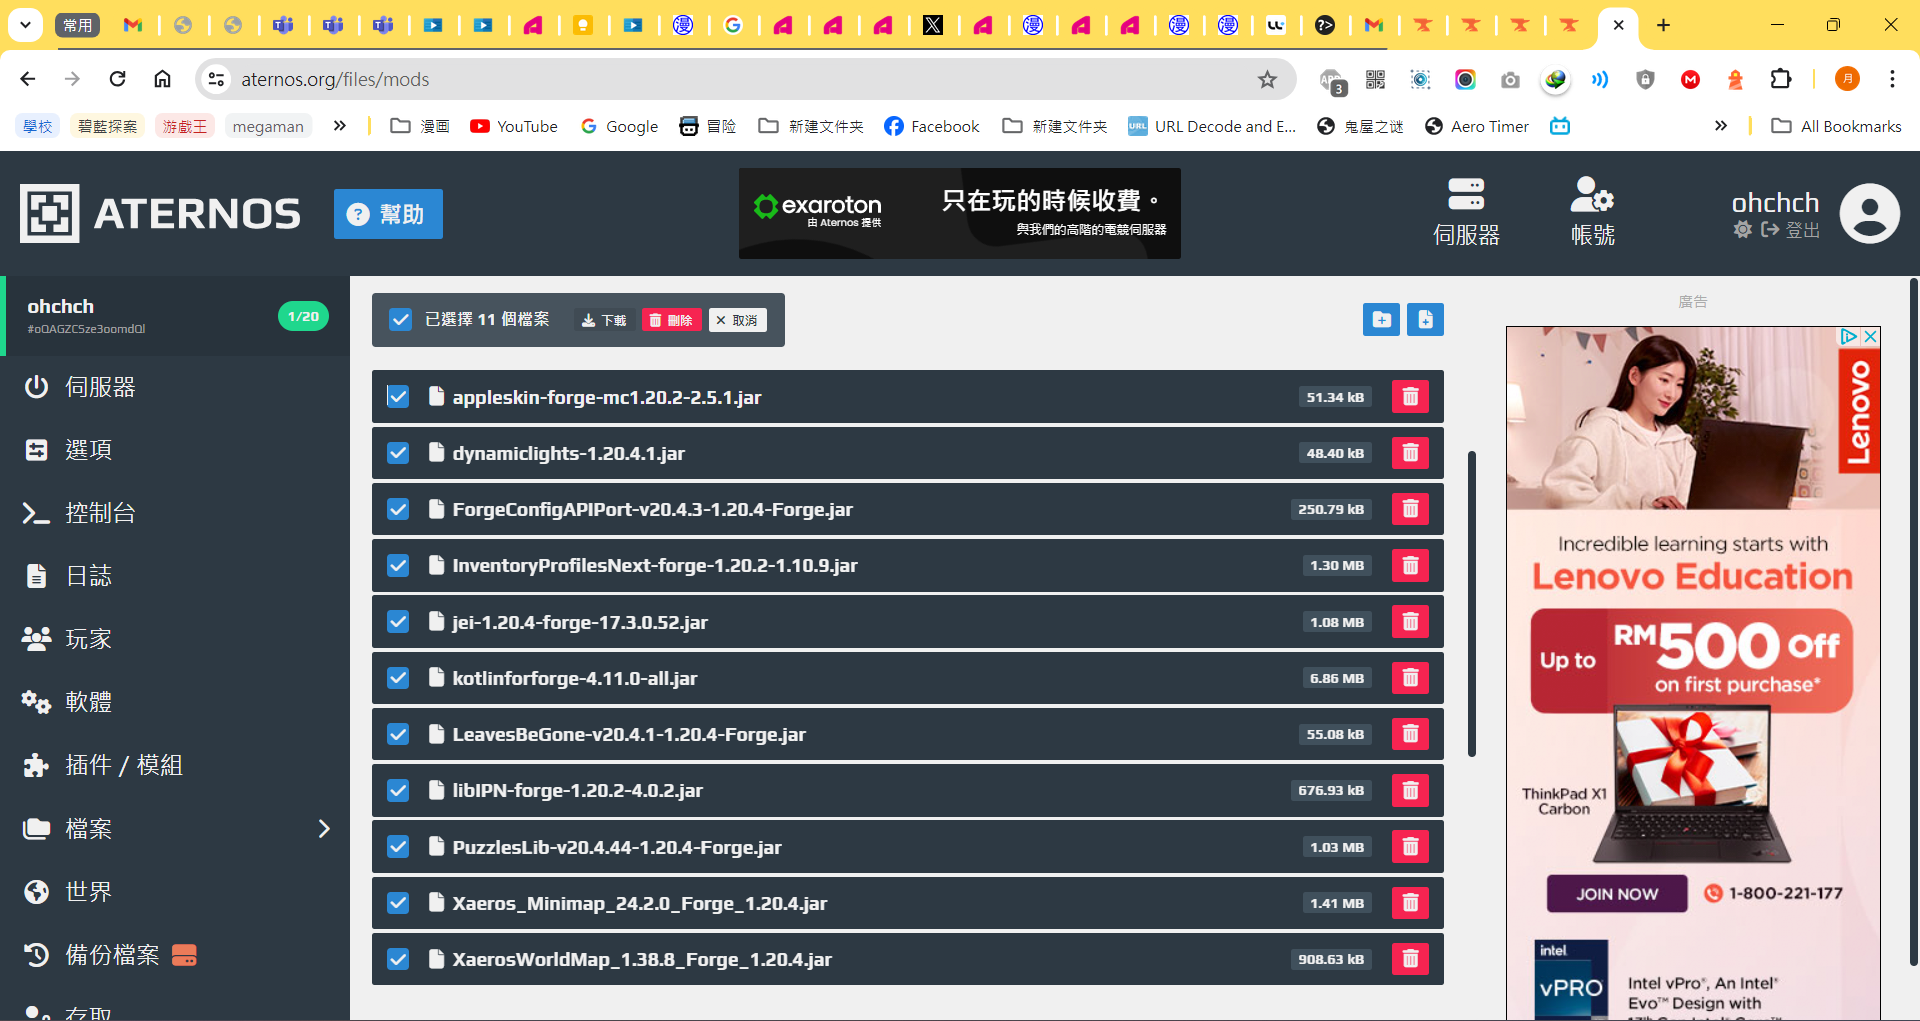 常用
aternos.org/files/mods
3
月
學校
碧藍探案
游戲王
megaman
漫画
YouTube
Google
冒险
新建文件夹
Facebook
新建文件夹
URL Decode and E...
鬼屋之谜
Aero Timer
All Bookmarks
ATERNOS
幫助
exaroton
由 Aternos 提供
只在玩的時候收費。
與我們的高階的電競伺服器
伺服器
帳號
ohchch
登出
ohchch
#oQAGZCSze3oomdQl
1/20
伺服器
選項
控制台
日誌
玩家
軟體
插件 / 模組
檔案
世界
備份檔案
存取
已選擇 11 個檔案
下載
刪除
取消
appleskin-forge-mc1.20.2-2.5.1.jar
51.34 kB
dynamiclights-1.20.4.1.jar
48.40 kB
ForgeConfigAPIPort-v20.4.3-1.20.4-Forge.jar
250.79 kB
InventoryProfilesNext-forge-1.20.2-1.10.9.jar
1.30 MB
jei-1.20.4-forge-17.3.0.52.jar
1.08 MB
kotlinforforge-4.11.0-all.jar
6.86 MB
LeavesBeGone-v20.4.1-1.20.4-Forge.jar
55.08 kB
libIPN-forge-1.20.2-4.0.2.jar
676.93 kB
PuzzlesLib-v20.4.44-1.20.4-Forge.jar
1.03 MB
Xaeros_Minimap_24.2.0_Forge_1.20.4.jar
1.41 MB
XaerosWorldMap_1.38.8_Forge_1.20.4.jar
908.63 kB
廣告
Lenovo
Incredible learning starts with
Lenovo Education
Up to
RM500 off
on first purchase*
ThinkPad X1
Carbon
JOIN NOW
1-800-221-177
intel
vPRO
Intel vPro®, An Intel®
Evo™ Design with